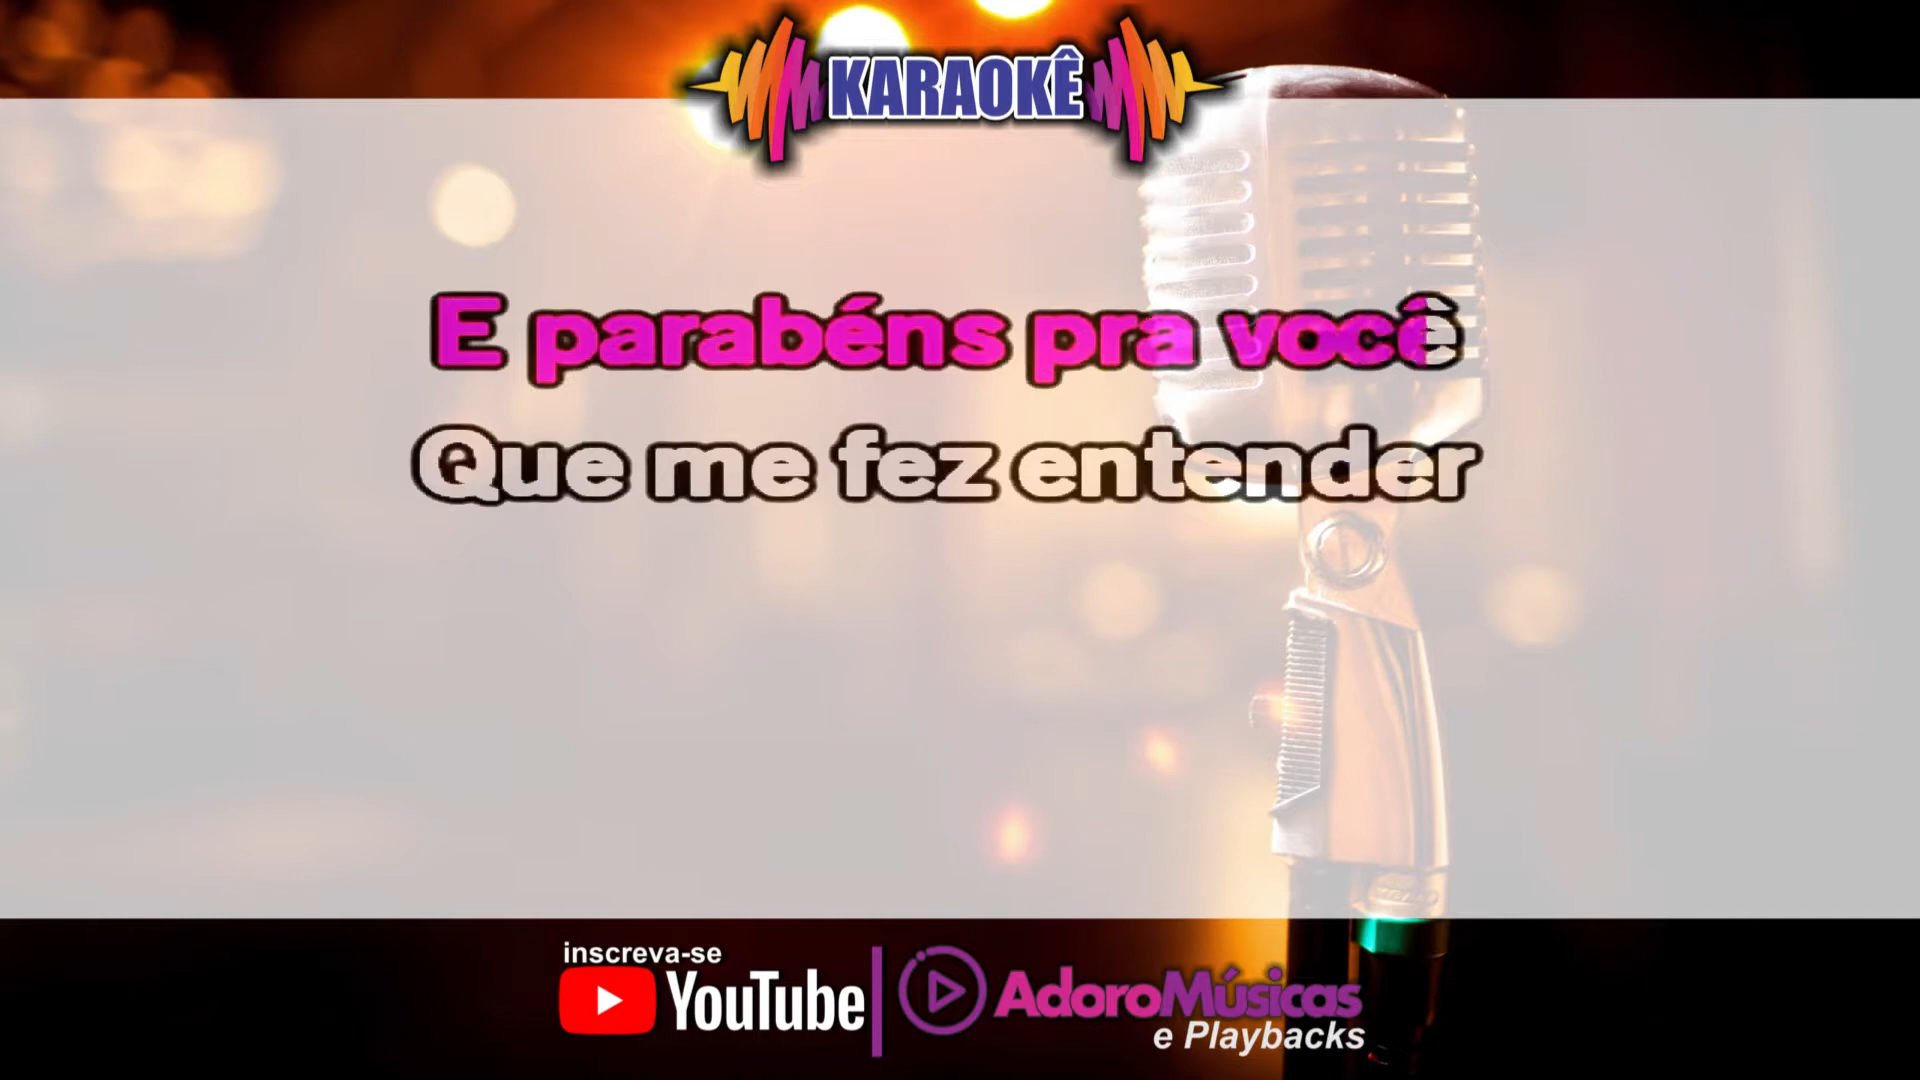 KARAOKÊ
E parabéns pra você
Que me fez entender
inscreva-se
YouTube
AdoroMúsicas
e Playbacks